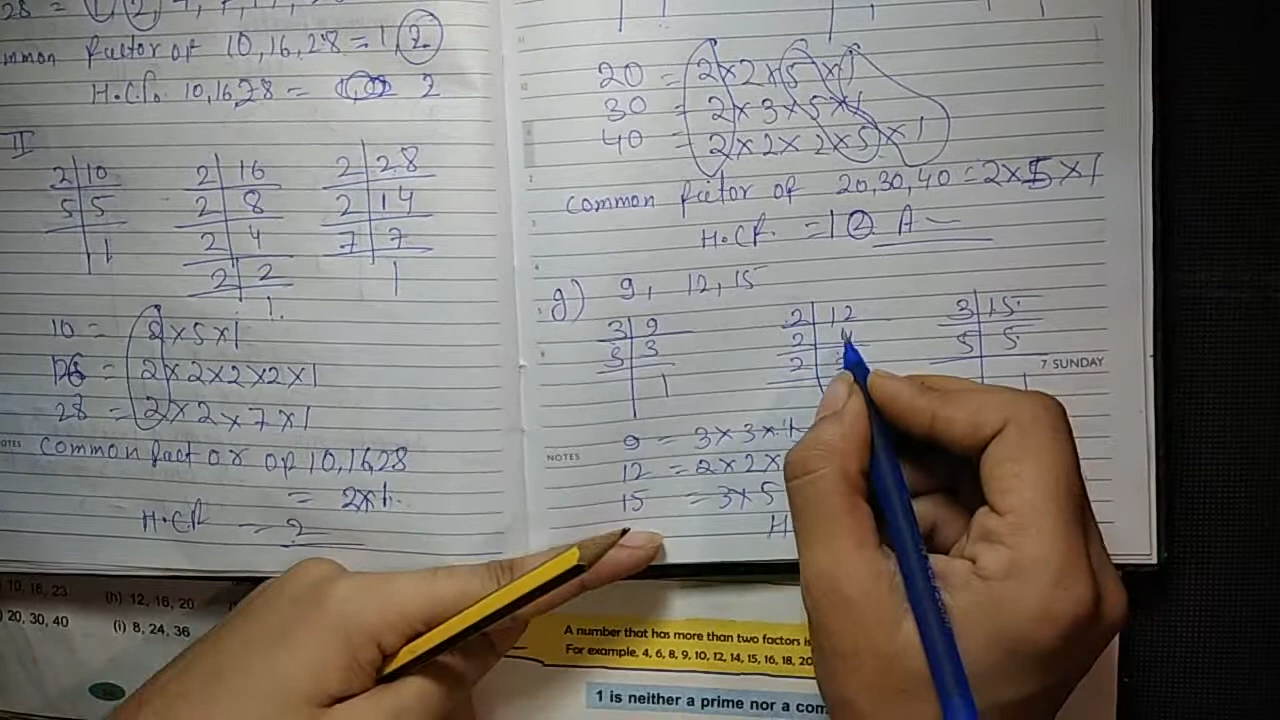 28 =
Common factor of 10,16,28 = 1, 2
H.C.F. 10,16,28 = 2
II
2 | 10
5 | 5
1
2 | 16
2 | 8
2 | 4
2 | 2
1.
2 | 28
2 | 14
7 | 7
1
10 = 2×5×1
16 = 2×2×2×2×1
28 = 2×2×7×1
Common factor of 10,16,28
= 2×1.
H.C.F = 2
20 = 2×2×5×1
30 = 2×3×5×1
40 = 2×2×2×5×1
Common factor of 20,30,40 = 2×5×1
H.C.F. = 10 A
g) 9, 12, 15
3 | 9
3 | 3
1
2 | 12
2
2
3 | 15
5 | 5
1
7 SUNDAY
NOTES
9 = 3×3×1
12 = 2×2×
15 = 3×5
H
NOTES
10, 16, 23
20, 30, 40
(h) 12, 16, 20
(i) 8, 24, 36
A number that has more than two factors is
For example, 4, 6, 8, 9, 10, 12, 14, 15, 16, 18, 20
1 is neither a prime nor a com